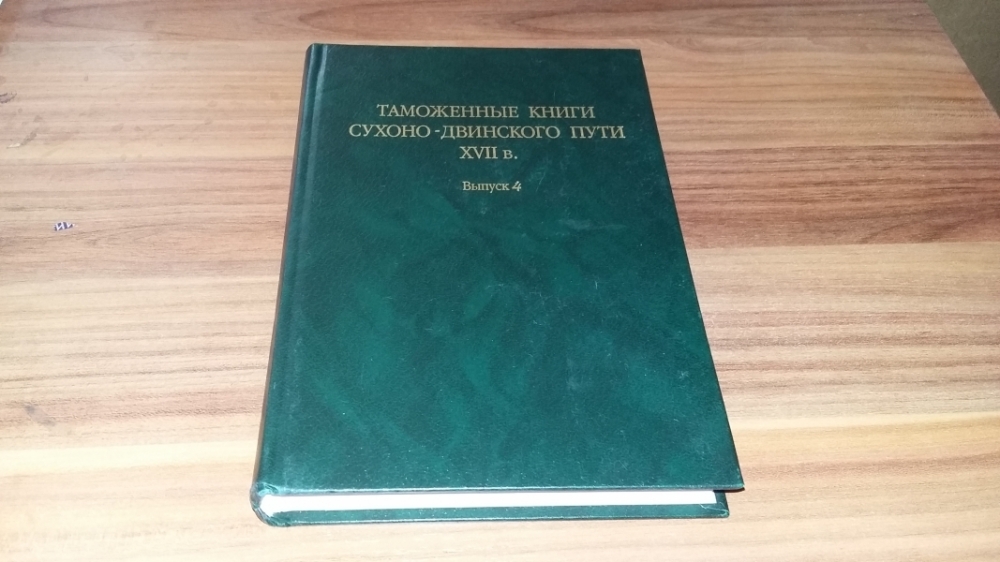 ТАМОЖЕННЫЕ КНИГИ
СУХОНО-ДВИНСКОГО ПУТИ
XVII в.
Выпуск 4